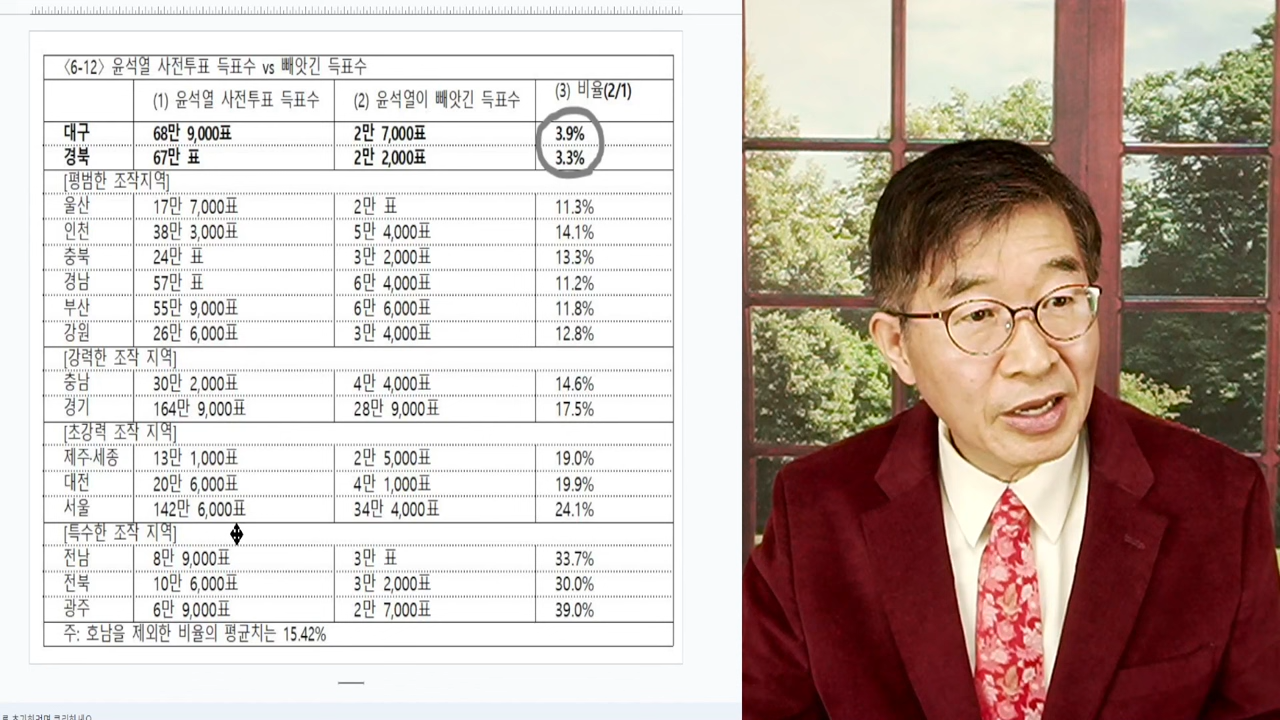 〈6-12〉 윤석열 사전투표 득표수 vs 빼앗긴 득표수
(1) 윤석열 사전투표 득표수 (2) 윤석열이 빼앗긴 득표수 (3) 비율(2/1)
대구 68만 9,000표 2만 7,000표 3.9%
경북 67만 표 2만 2,000표 3.3%
[평범한 조작지역]
울산 17만 7,000표 2만 표 11.3%
인천 38만 3,000표 5만 4,000표 14.1%
충북 24만 표 3만 2,000표 13.3%
경남 57만 표 6만 4,000표 11.2%
부산 55만 9,000표 6만 6,000표 11.8%
강원 26만 6,000표 3만 4,000표 12.8%
[강력한 조작 지역]
충남 30만 2,000표 4만 4,000표 14.6%
경기 164만 9,000표 28만 9,000표 17.5%
[초강력 조작 지역]
제주·세종 13만 1,000표 2만 5,000표 19.0%
대전 20만 6,000표 4만 1,000표 19.9%
서울 142만 6,000표 34만 4,000표 24.1%
[특수한 조작 지역]
전남 8만 9,000표 3만 표 33.7%
전북 10만 6,000표 3만 2,000표 30.0%
광주 6만 9,000표 2만 7,000표 39.0%
주: 호남을 제외한 비율의 평균치는 15.42%